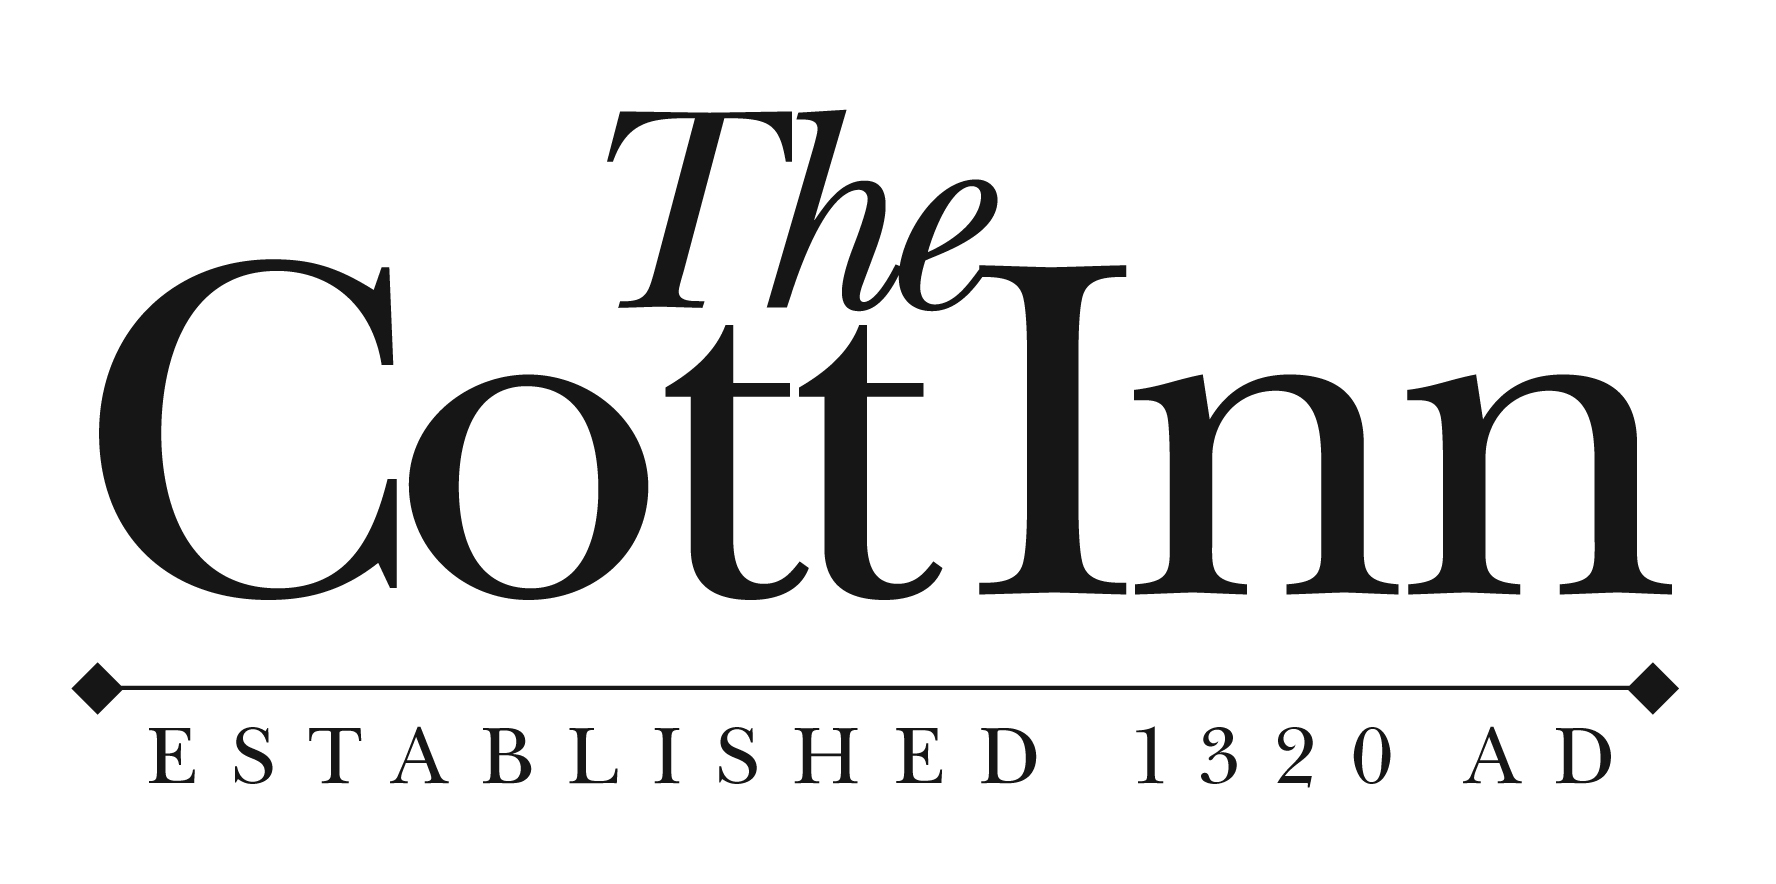 The
Cott Inn
ESTABLISHED 1320 AD